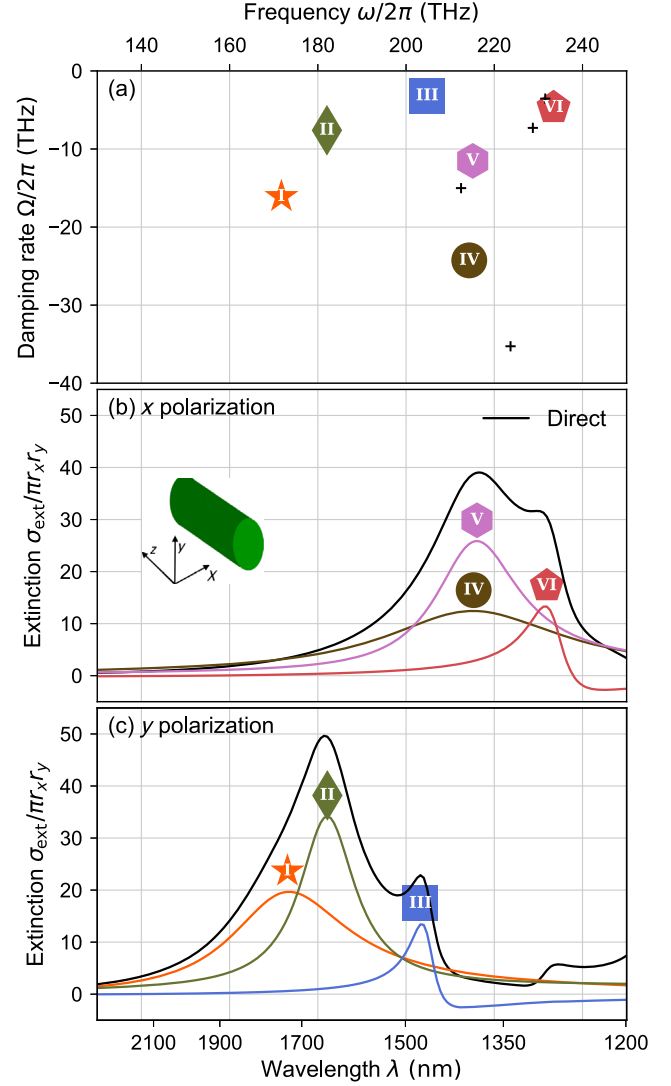 Frequency ω/2π (THz)
140 160 180 200 220 240
(a)
III
VI
II
V
I
IV
0
−10
−20
−30
−40
Damping rate Ω/2π (THz)
(b) x polarization
Direct
V
IV
VI
z y x
50
40
30
20
10
0
Extinction σext/πrxry
(c) y polarization
II
I
III
50
40
30
20
10
0
Extinction σext/πrxry
2100 1900 1700 1500 1350 1200
Wavelength λ (nm)